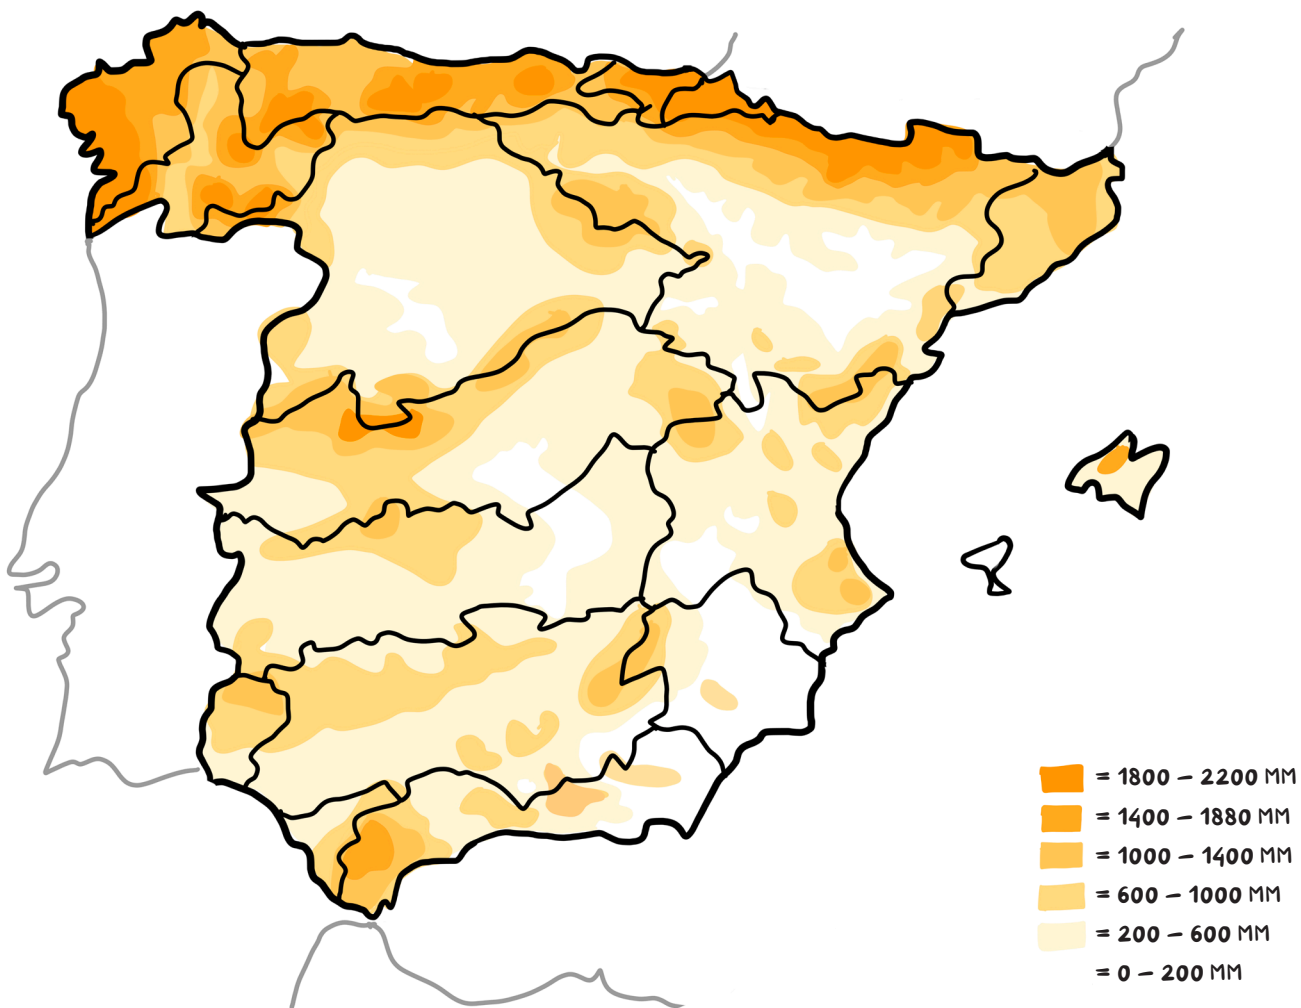 = 1800 – 2200 MM
= 1400 – 1880 MM
= 1000 – 1400 MM
= 600 – 1000 MM
= 200 – 600 MM
= 0 – 200 MM